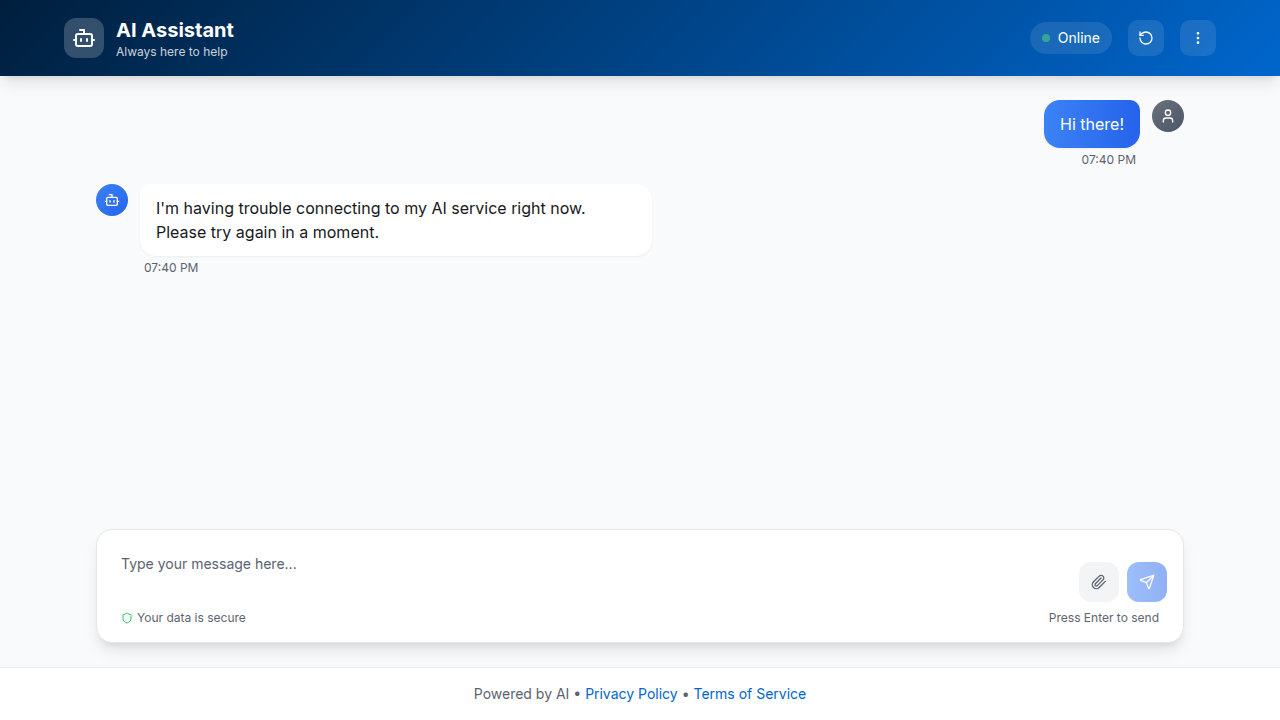 AI Assistant
Always here to help
Online
Hi there!
07:40 PM
I'm having trouble connecting to my AI service right now.
Please try again in a moment.
07:40 PM
Type your message here...
Your data is secure
Press Enter to send
Powered by AI • Privacy Policy • Terms of Service